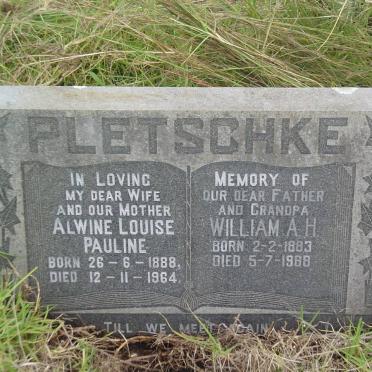 PLETSCHKE
IN LOVING
MY DEAR WIFE
AND OUR MOTHER
ALWINE LOUISE
PAULINE
BORN 26-6-1888,
DIED 12-11-1964,
MEMORY OF
OUR DEAR FATHER
AND GRANDPA
WILLIAM A.H.
BORN 2-2-1883
DIED 5-7-1968
TILL WE MEET AGAIN